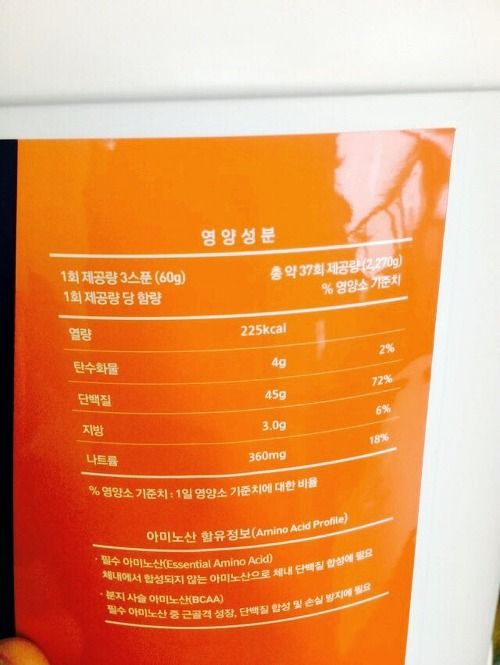 영양성분
1회 제공량 3스푼 (60g) 총 약 37회 제공량 (2,270g)
1회 제공량 당 함량 % 영양소 기준치
열량 225kcal
탄수화물 4g 2%
단백질 45g 72%
지방 3.0g 6%
나트륨 360mg 18%
% 영양소 기준치 : 1일 영양소 기준치에 대한 비율
아미노산 함유정보(Amino Acid Profile)
· 필수 아미노산(Essential Amino Acid)
체내에서 합성되지 않는 아미노산으로 체내 단백질 합성에 필요
· 분지 사슬 아미노산(BCAA)
필수 아미노산 중 근골격 성장, 단백질 합성 및 손실 방지에 필요